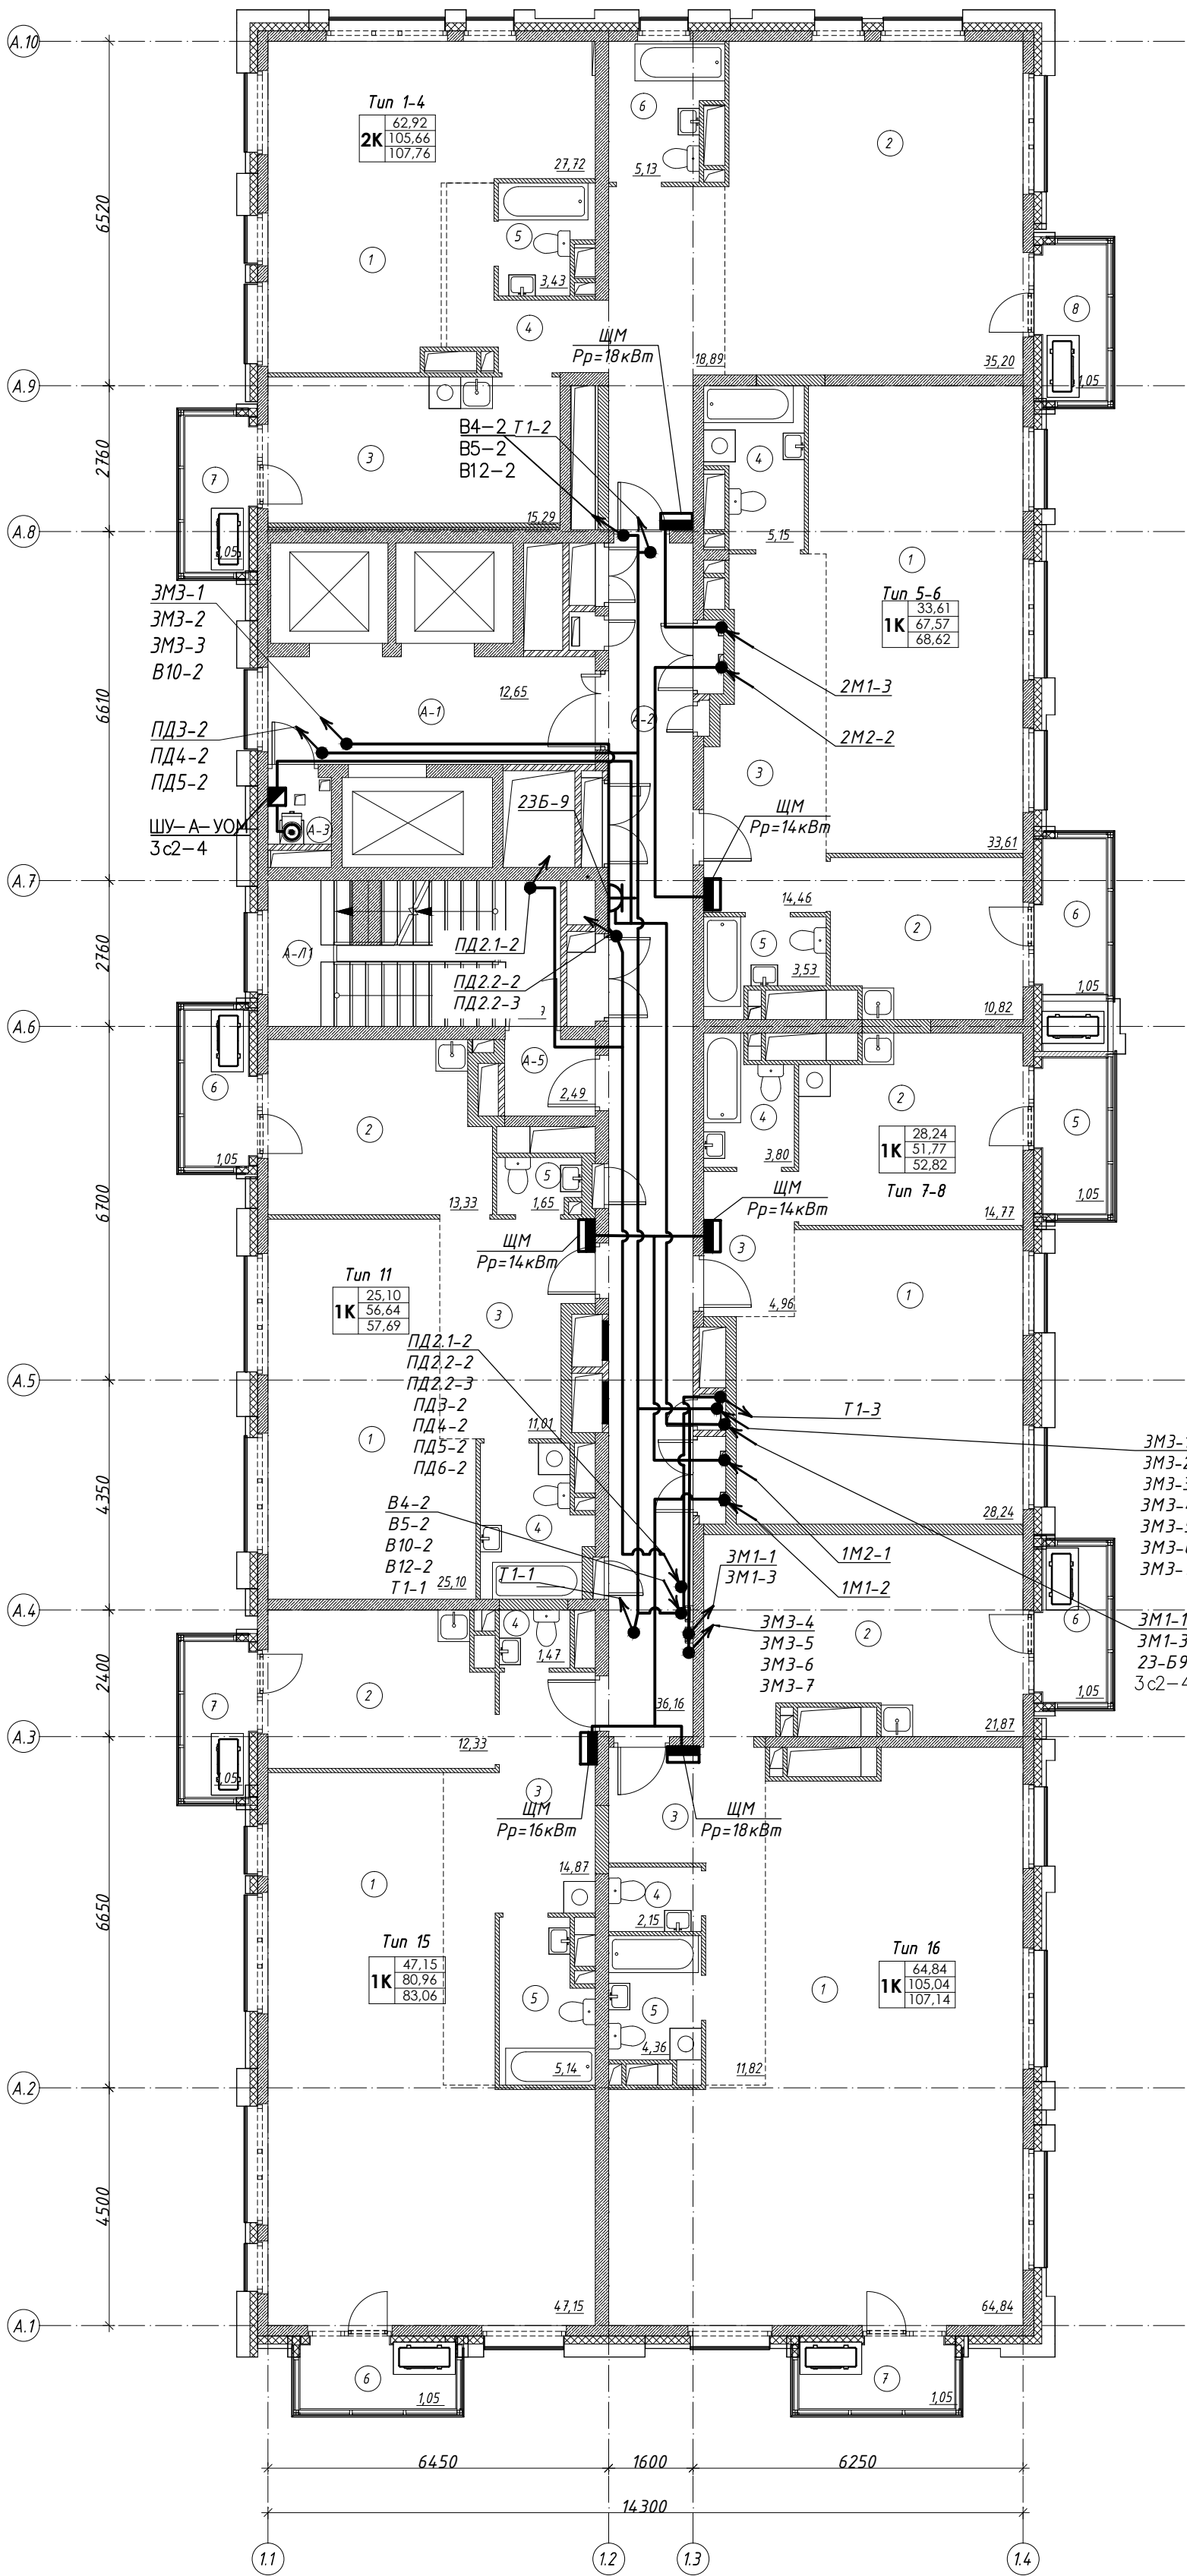 А.10
Тип 1-4
2К
62,92
105,66
107,76
27,72
6
5,13
2
6520
1
5
3,43
4
8
ЩМ
Рр=18кВт
18,89
35,20
1,05
А.9
В4-2
Т1-2
В5-2
В12-2
2760
3
7
15,29
1,05
4
5,15
1
А.8
Тип 5-6
1К
33,61
67,57
68,62
ЗМЗ-1
ЗМЗ-2
ЗМЗ-3
В10-2
12,65
А-1
А-2
2М1-3
2М2-2
6610
ПД3-2
ПД4-2
ПД5-2
3
23Б-9
ЩМ
Рр=14кВт
ШУ-А-УОМ
3с2-4
А-3
33,61
А.7
14,46
2
6
5
3,53
А-Л1
ПД2.1-2
ПД2.2-2
ПД2.2-3
2760
1,05
10,82
А.6
А-5
2,49
6
2
1,05
4
3,80
2
5
1К
28,24
51,77
52,82
Тип 7-8
1,05
6700
13,33
5
1,65
14,77
ЩМ
Рр=14кВт
ЩМ
Рр=14кВт
3
Тип 11
1К
25,10
56,64
57,69
3
4,96
1
ПД2.1-2
ПД2.2-2
ПД2.2-3
ПД3-2
ПД4-2
ПД5-2
ПД6-2
А.5
11,01
Т1-3
1
4350
28,24
В4-2
В5-2
В10-2
В12-2
Т1-1
25,10
4
Т1-1
1М2-1
1М1-2
ЗМ1-1
ЗМ1-3
ЗМЗ-4
ЗМЗ-5
ЗМЗ-6
ЗМЗ-7
ЗМ1-1
23-Б9
А.4
4
1,47
2
6
1,05
2400
7
2
36,16
21,87
А.3
12,33
1,05
3
ЩМ
Рр=16кВт
3
ЩМ
Рр=18кВт
1
14,87
4
2,15
6650
Тип 15
1К
47,15
80,96
83,06
5
5,14
5
4,36
11,82
1
Тип 16
1К
64,84
105,04
107,14
А.2
4500
47,15
64,84
А.1
6
1,05
7
1,05
6450
1600
6250
14300
1.1
1.2
1.3
1.4